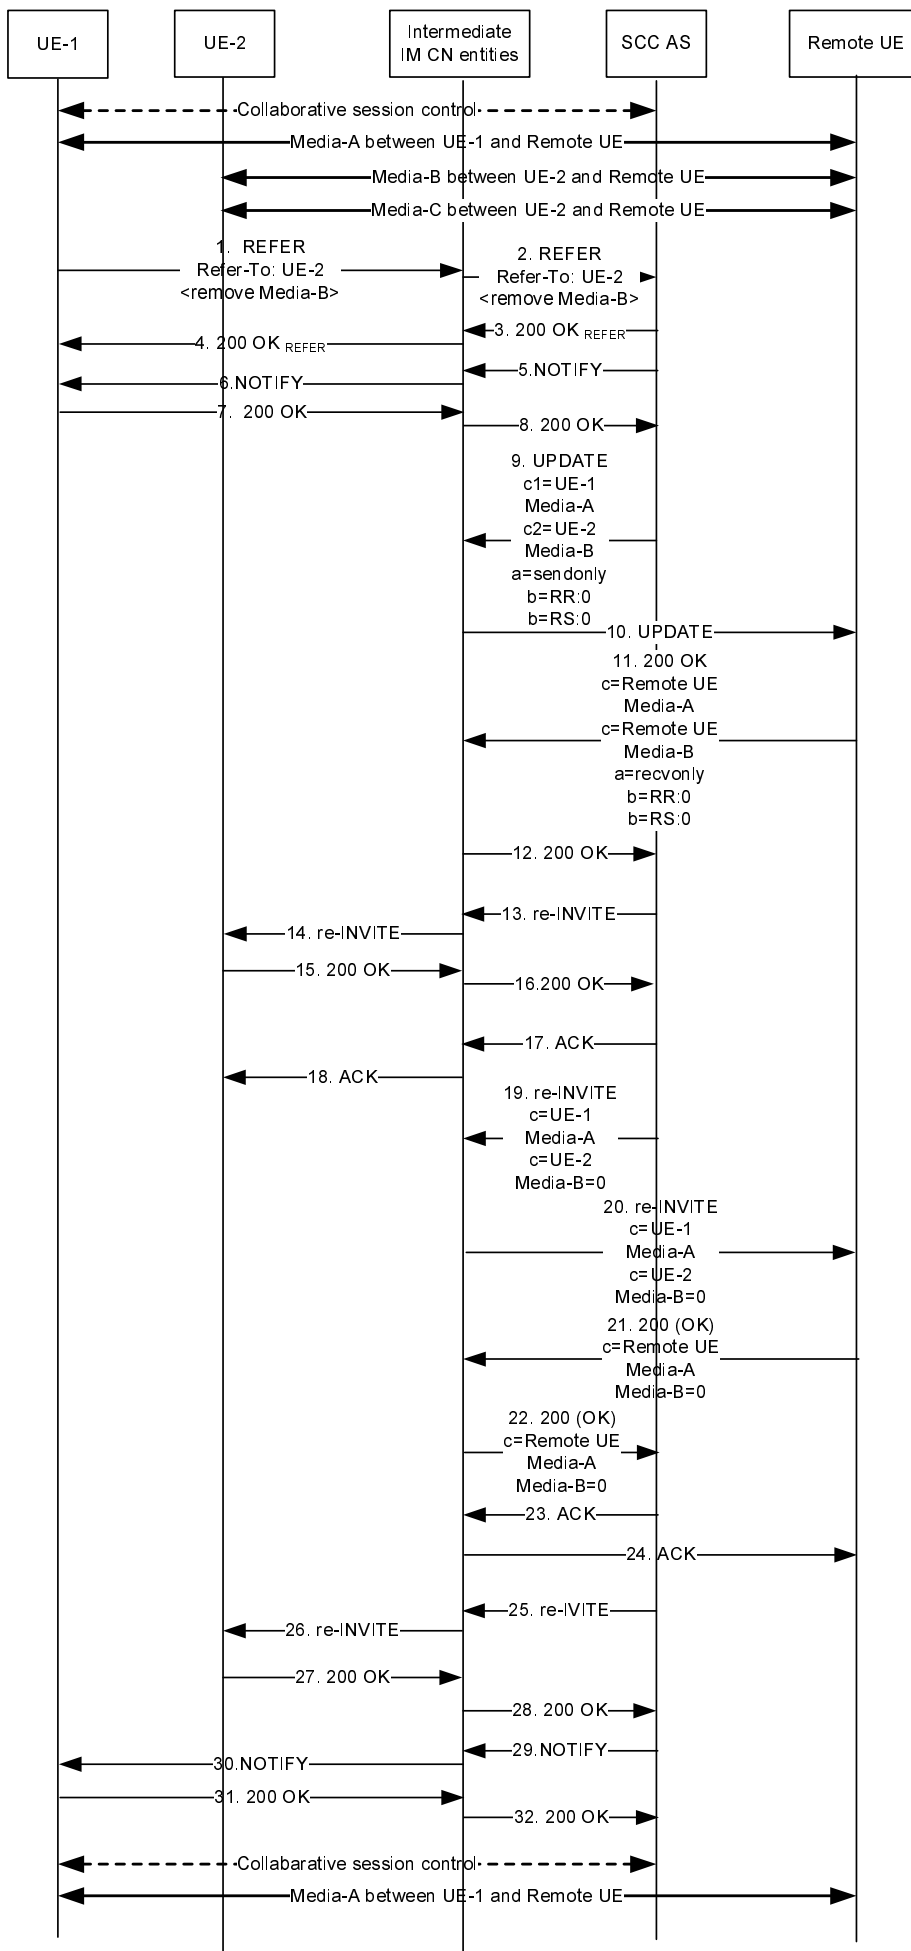 UE-1
UE-2
Intermediate
IM CN entities
SCC AS
Remote UE
Collaborative session control
Media-A between UE-1 and Remote UE
Media-B between UE-2 and Remote UE
Media-C between UE-2 and Remote UE
1. REFER
Refer-To: UE-2
<remove Media-B>
2. REFER
Refer-To: UE-2
<remove Media-B>
3. 200 OK REFER
4. 200 OK REFER
5.NOTIFY
6.NOTIFY
7. 200 OK
8. 200 OK
9. UPDATE
c1=UE-1
Media-A
c2=UE-2
Media-B
a=sendonly
b=RR:0
b=RS:0
10. UPDATE
11. 200 OK
c=Remote UE
Media-A
c=Remote UE
Media-B
a=recvonly
b=RR:0
b=RS:0
12. 200 OK
13. re-INVITE
14. re-INVITE
15. 200 OK
16.200 OK
17. ACK
18. ACK
19. re-INVITE
c=UE-1
Media-A
c=UE-2
Media-B=0
20. re-INVITE
c=UE-1
Media-A
c=UE-2
Media-B=0
21. 200 (OK)
c=Remote UE
Media-A
Media-B=0
22. 200 (OK)
c=Remote UE
Media-A
Media-B=0
23. ACK
24. ACK
25. re-IVITE
26. re-INVITE
27. 200 OK
28. 200 OK
29.NOTIFY
30.NOTIFY
31. 200 OK
32. 200 OK
Collabarative session control
Media-A between UE-1 and Remote UE